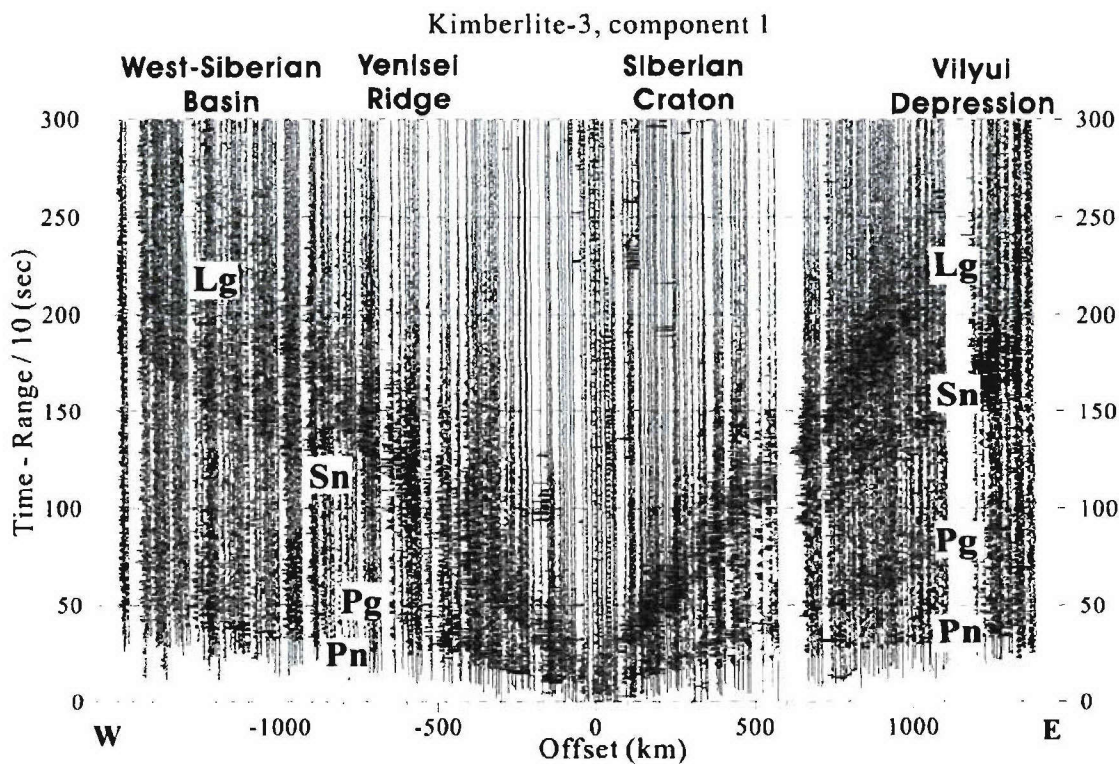 Kimberlite-3, component 1
West-Siberian Basin
Yenisei Ridge
Siberian Craton
Vilyui Depression
300
300
250
250
200
200
150
150
100
100
50
50
0
0
Time - Range / 10 (sec)
Lg
Sn
Pg
Pn
Lg
Sn
Pg
Pn
W
-1000
-500
0
500
1000
E
Offset (km)